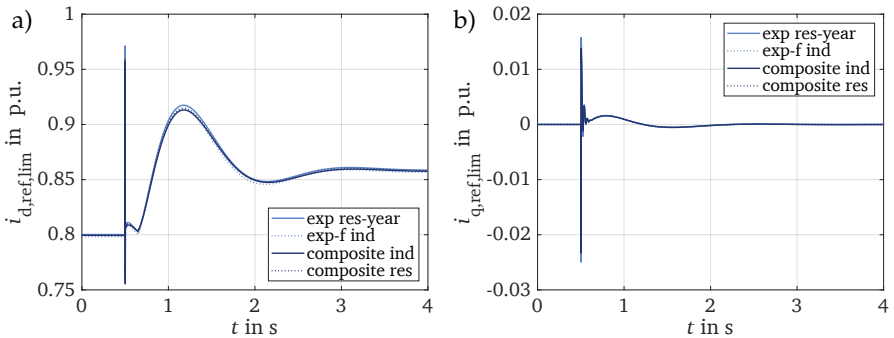 a)
1
0.95
0.9
0.85
0.8
0.75
i d,ref,lim in p.u.
exp res-year
exp-f ind
composite ind
composite res
0 1 2 3 4
t in s
b)
0.02
0.01
0
-0.01
-0.02
-0.03
i q,ref,lim in p.u.
exp res-year
exp-f ind
composite ind
composite res
0 1 2 3 4
t in s